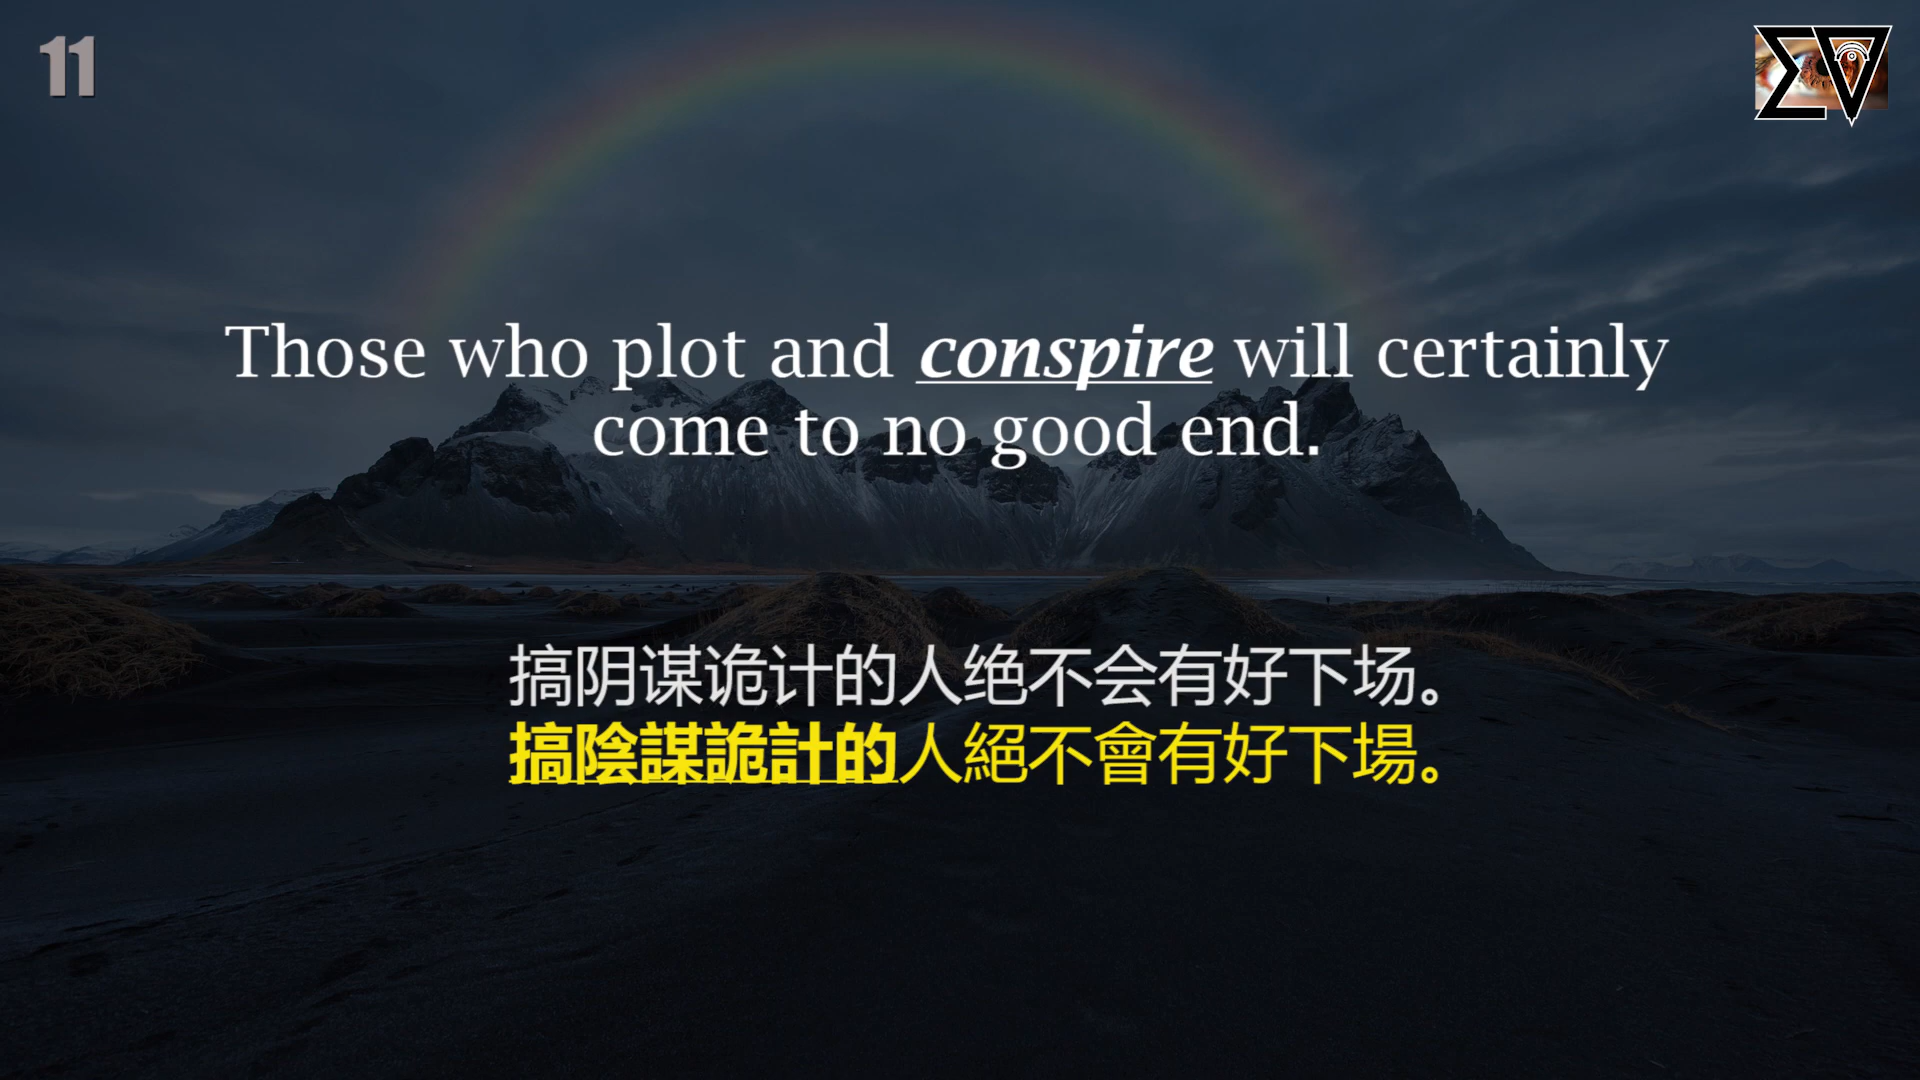 11
Those who plot and conspire will certainly
come to no good end.
搞阴谋诡计的人绝不会有好下场。
搞陰謀詭計的人絕不會有好下場。